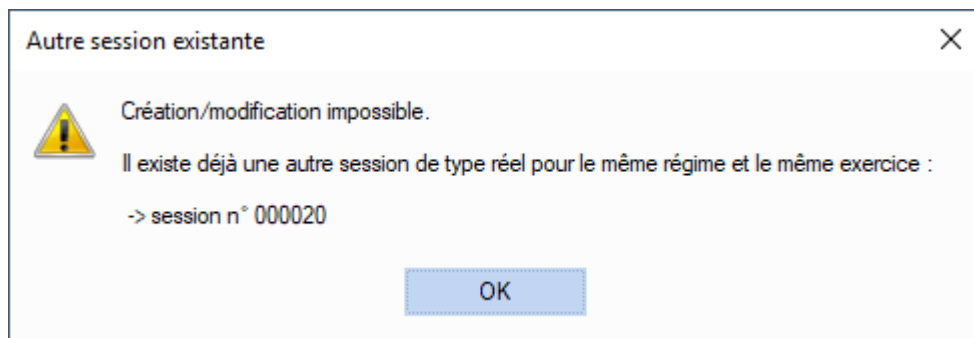 Autre session existante
Création/modification impossible.
Il existe déjà une autre session de type réel pour le même régime et le même exercice :
-> session n° 000020
OK